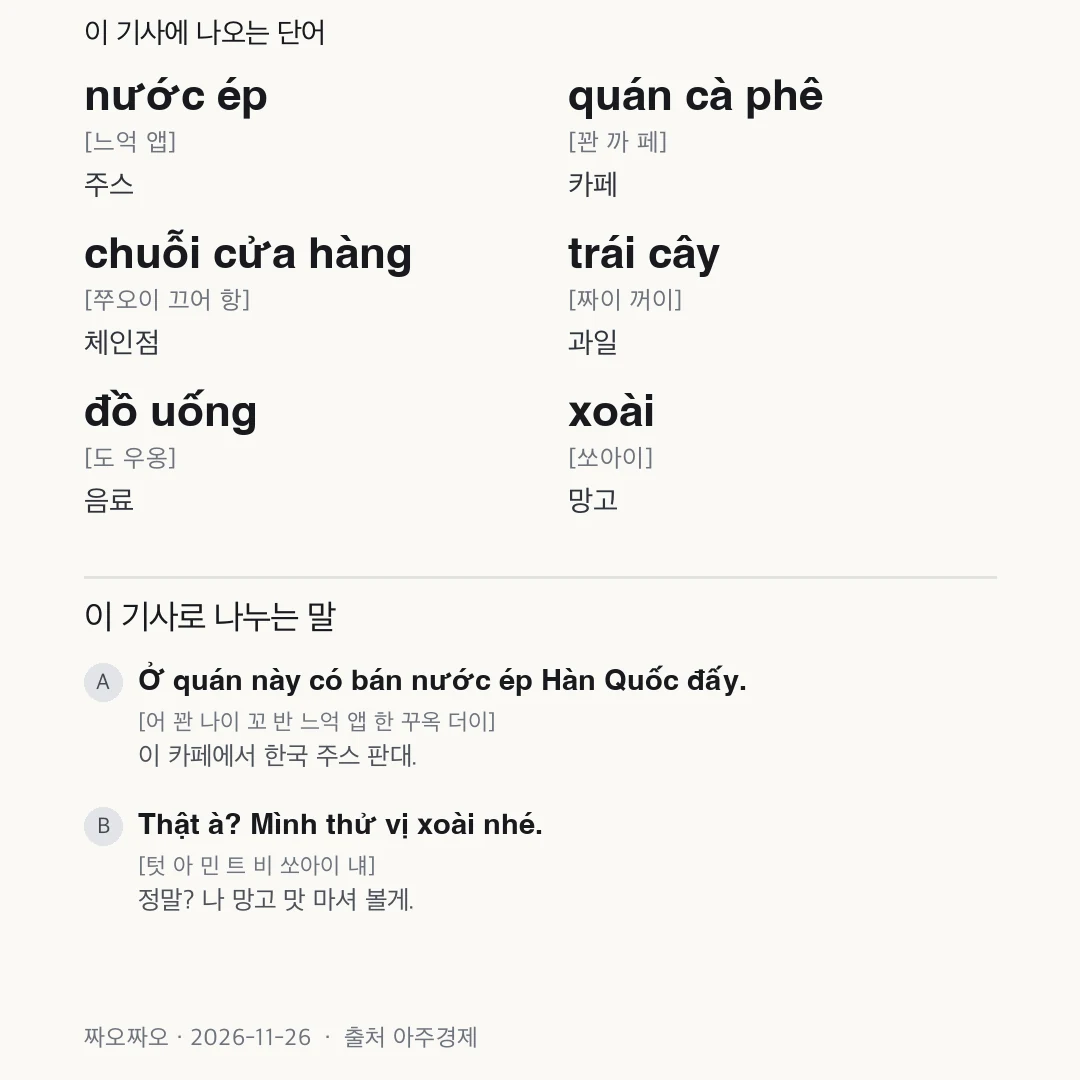 이 기사에 나오는 단어
nước ép
[느억 앱]
주스
quán cà phê
[꽌 까 페]
카페
chuỗi cửa hàng
[쭈오이 끄어 항]
체인점
trái cây
[짜이 꺼이]
과일
đồ uống
[도 우옹]
음료
xoài
[쏘아이]
망고
이 기사로 나누는 말
A Ở quán này có bán nước ép Hàn Quốc đấy.
[어 꽌 나이 꼬 반 느억 앱 한 꾸옥 더이]
이 카페에서 한국 주스 판대.
B Thật à? Mình thử vị xoài nhé.
[텃 아 민 트 비 쏘아이 냬]
정말? 나 망고 맛 마셔 볼게.
짜오짜오 · 2026-11-26 · 출처 아주경제